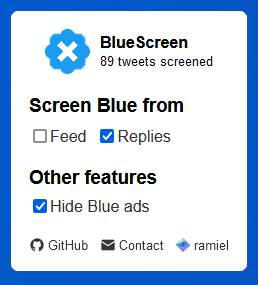 BlueScreen
89 tweets screened
Screen Blue from
Feed Replies
Other features
Hide Blue ads
GitHub Contact ramiel